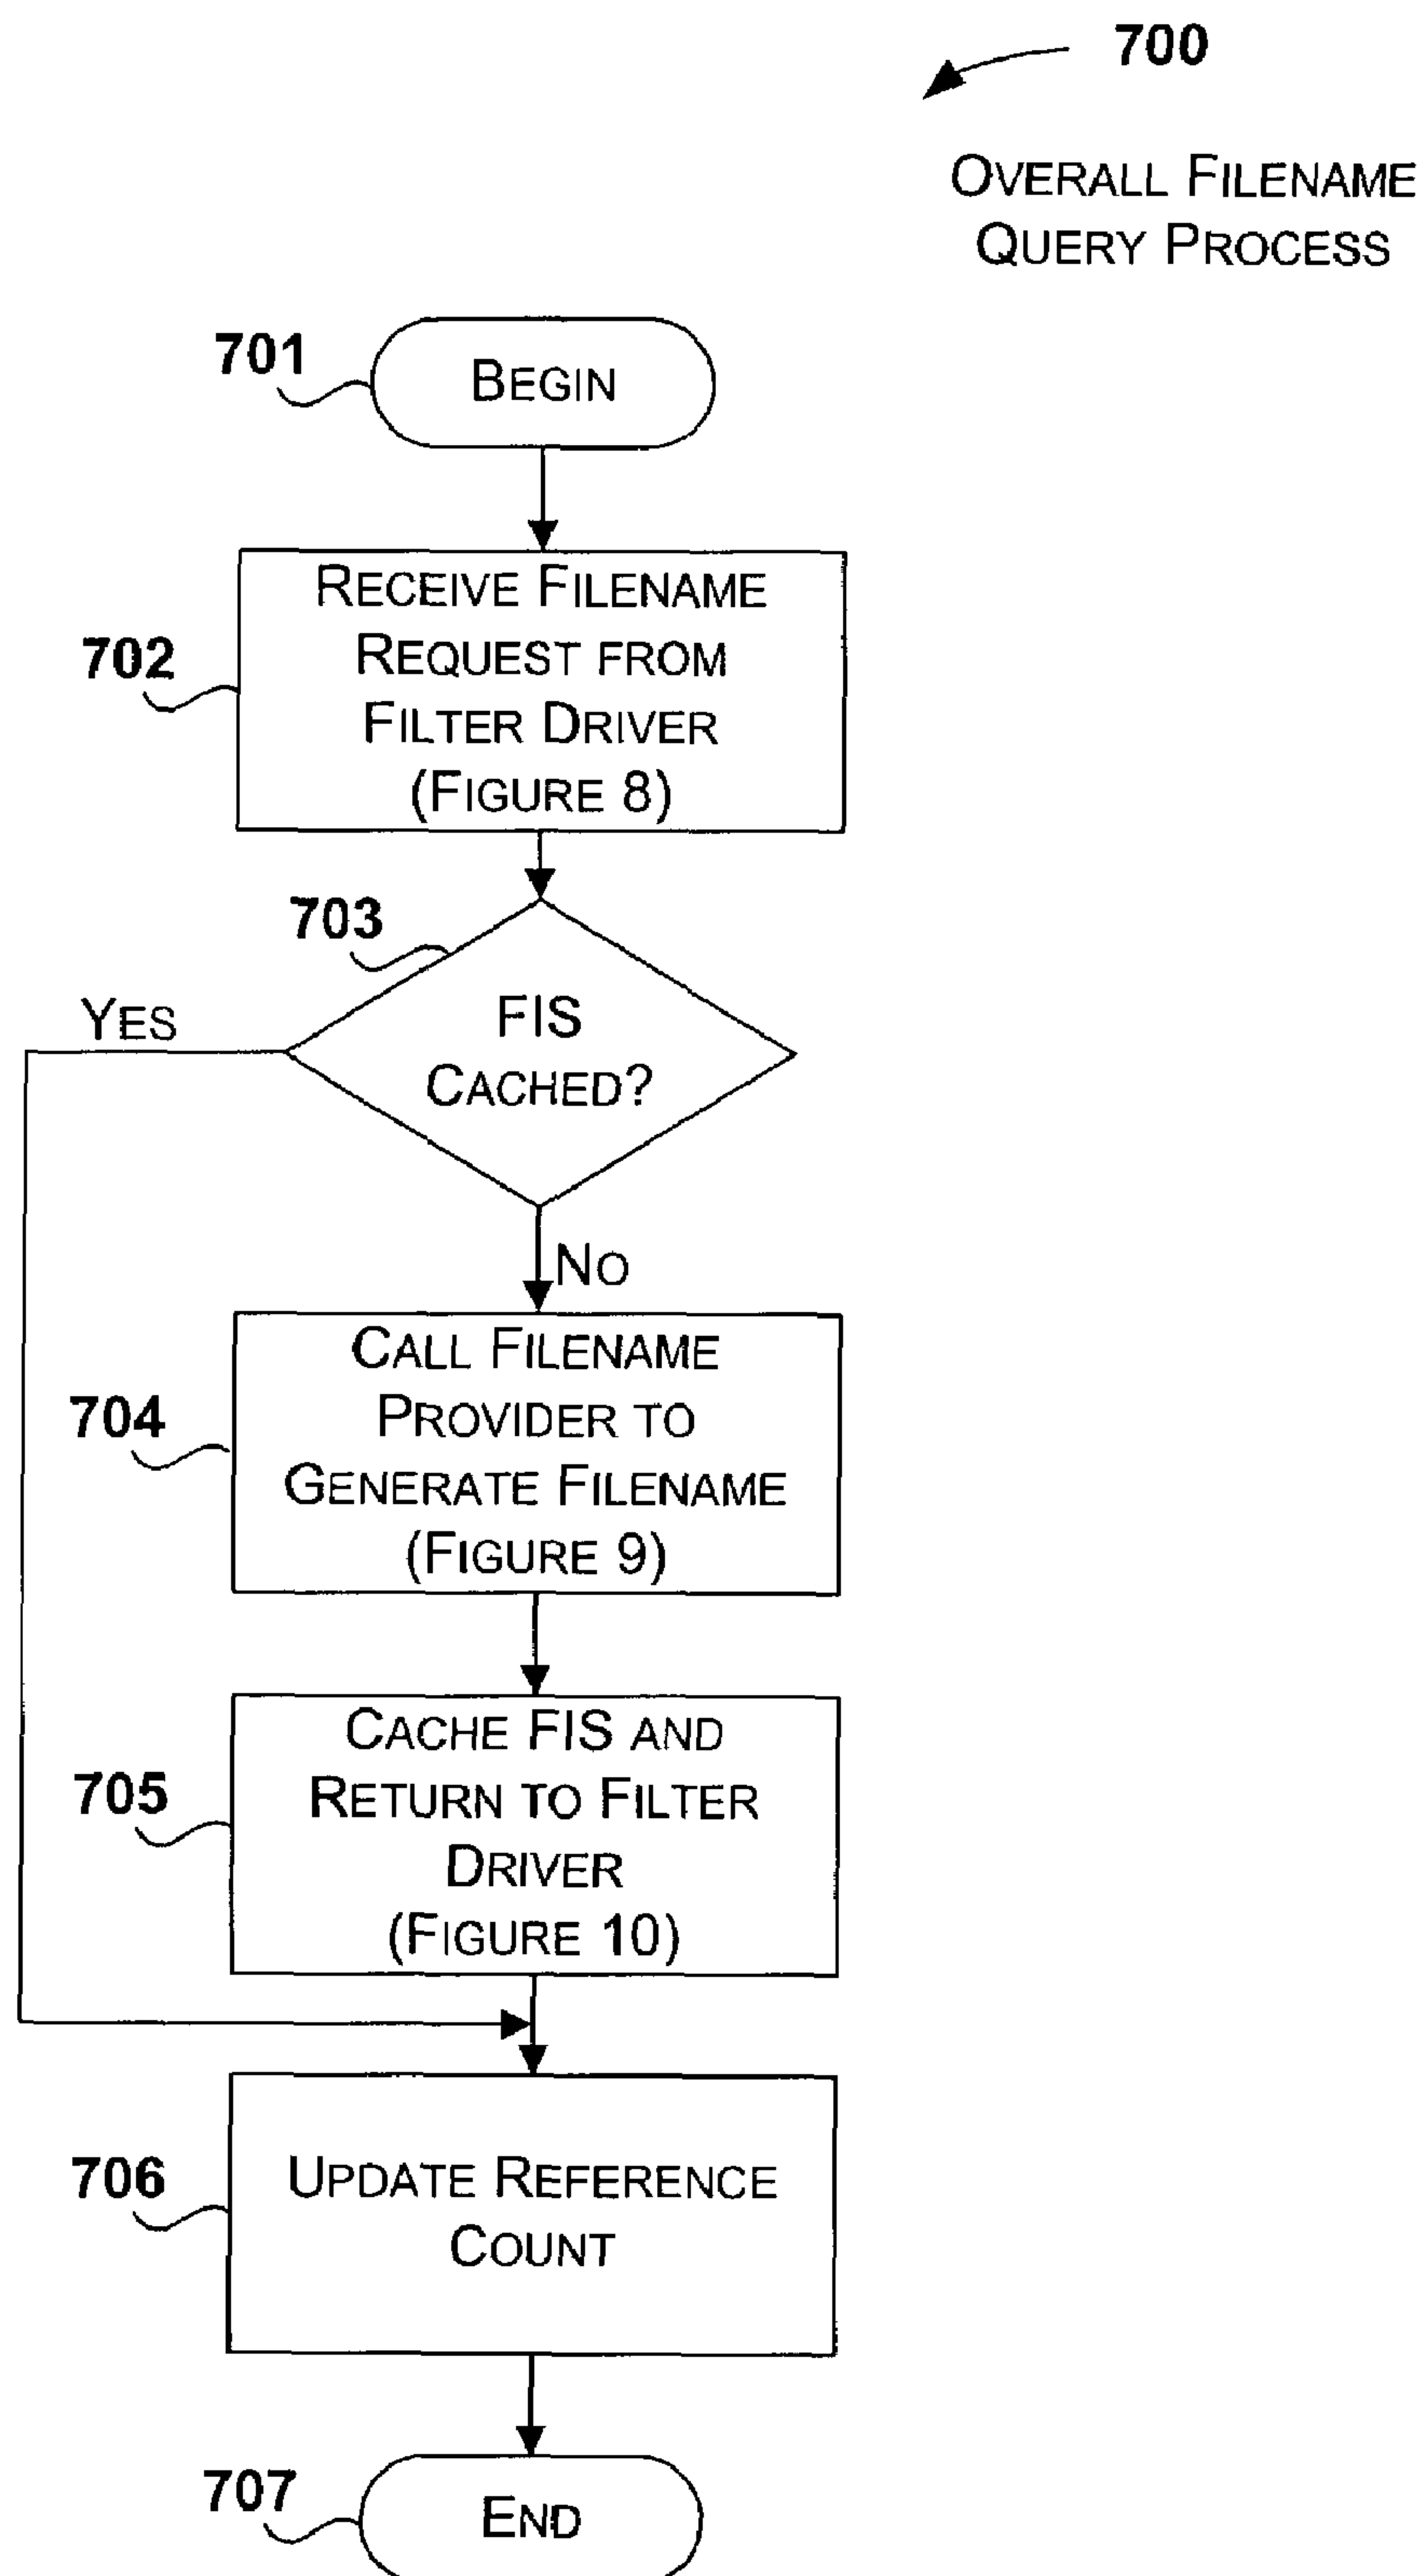 700
OVERALL FILENAME
QUERY PROCESS
701
BEGIN
702
RECEIVE FILENAME
REQUEST FROM
FILTER DRIVER
(FIGURE 8)
703
FIS
CACHED?
YES
NO
704
CALL FILENAME
PROVIDER TO
GENERATE FILENAME
(FIGURE 9)
705
CACHE FIS AND
RETURN TO FILTER
DRIVER
(FIGURE 10)
706
UPDATE REFERENCE
COUNT
707
END